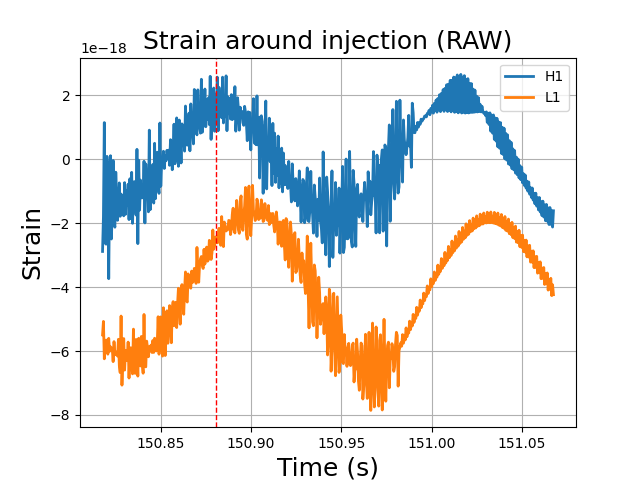 Strain around injection (RAW)
1e−18
H1
L1
2
0
−2
−4
−6
−8
Strain
150.85 150.90 150.95 151.00 151.05
Time (s)